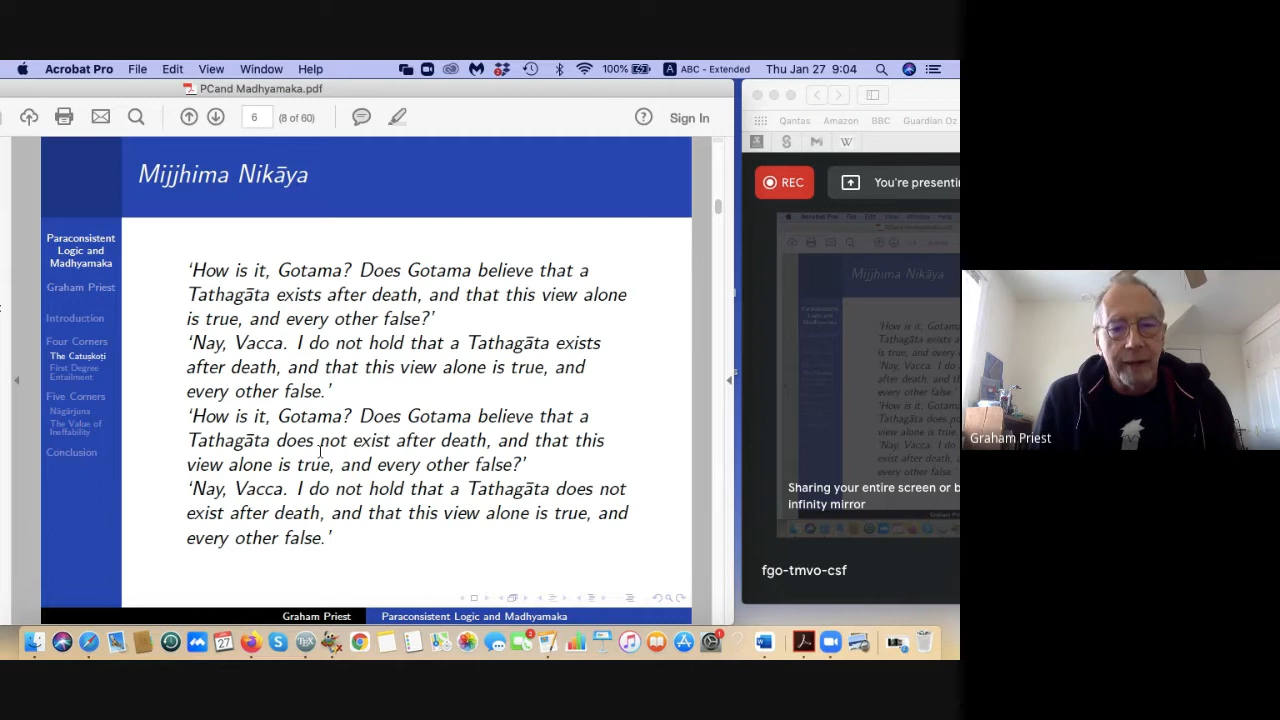 Acrobat Pro File Edit View Window Help 100% A ABC - Extended Thu Jan 27 9:04
PCand Madhyamaka.pdf
6 (8 of 60) Sign In
Mijjhima Nikāya
Paraconsistent
Logic and
Madhyamaka
Graham Priest
Introduction
Four Corners
The Catuṣkoṭi
First Degree
Entailment
Five Corners
Nāgārjuna
The Value of
Ineffability
Conclusion
‘How is it, Gotama? Does Gotama believe that a
Tathagāta exists after death, and that this view alone
is true, and every other false?’
‘Nay, Vacca. I do not hold that a Tathagāta exists
after death, and that this view alone is true, and
every other false.’
‘How is it, Gotama? Does Gotama believe that a
Tathagāta does not exist after death, and that this
view alone is true, and every other false?’
‘Nay, Vacca. I do not hold that a Tathagāta does not
exist after death, and that this view alone is true, and
every other false.’
Graham Priest Paraconsistent Logic and Madhyamaka
Qantas Amazon BBC Guardian Oz
REC You're presenti
Sharing your entire screen or b
infinity mirror
fgo-tmvo-csf
Graham Priest